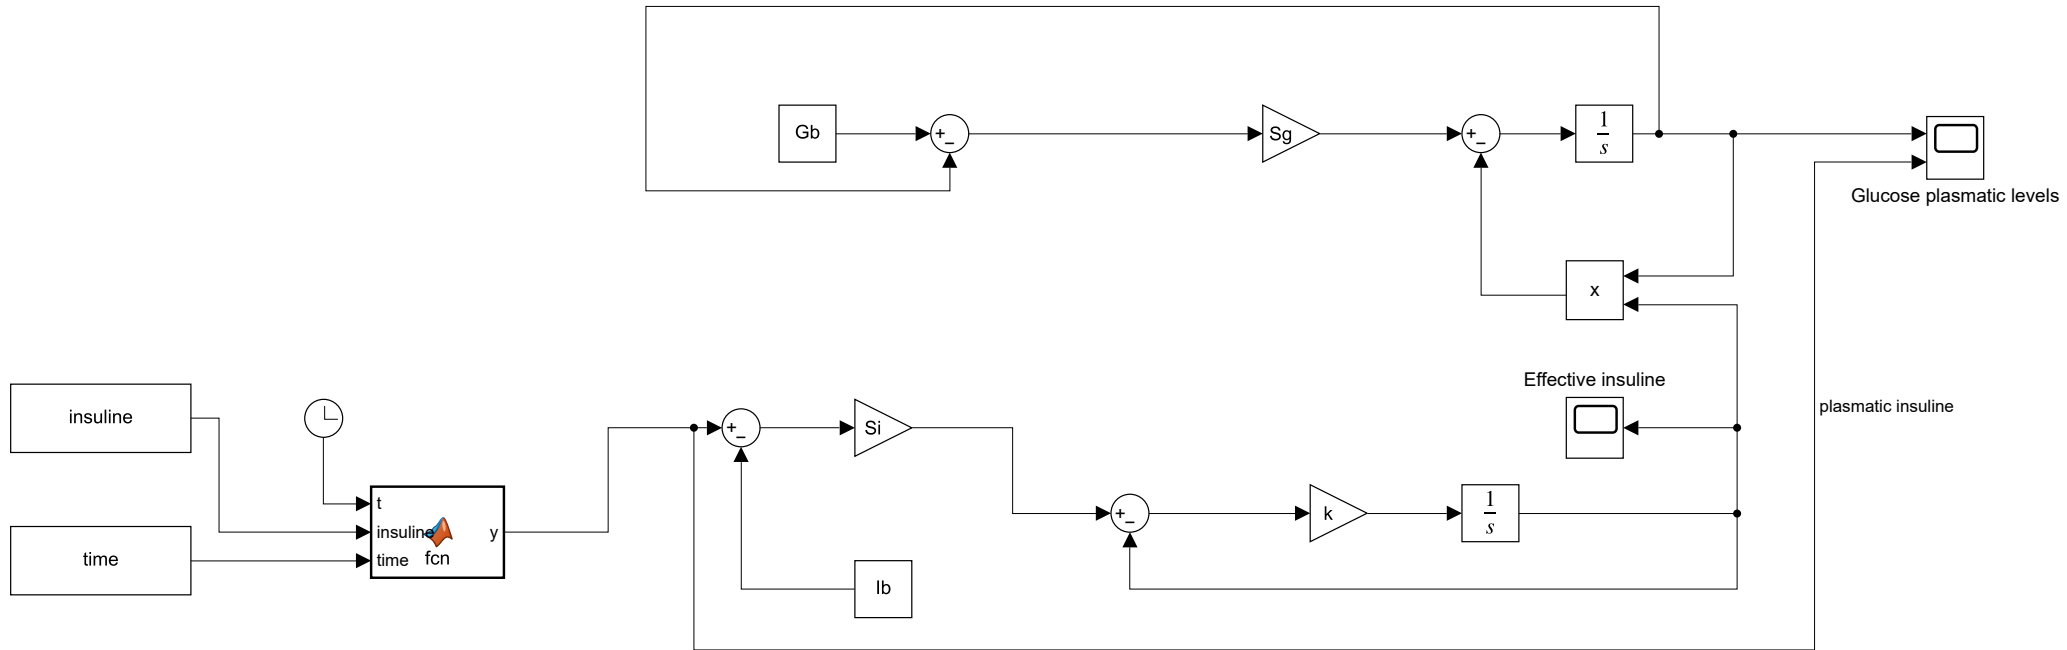 Gb
+
−
Sg
+
−
1
s
Glucose plasmatic levels
x
Effective insuline
plasmatic insuline
insuline
+
−
Si
t
insuline
time
fcn
y
time
+
−
k
1
s
Ib